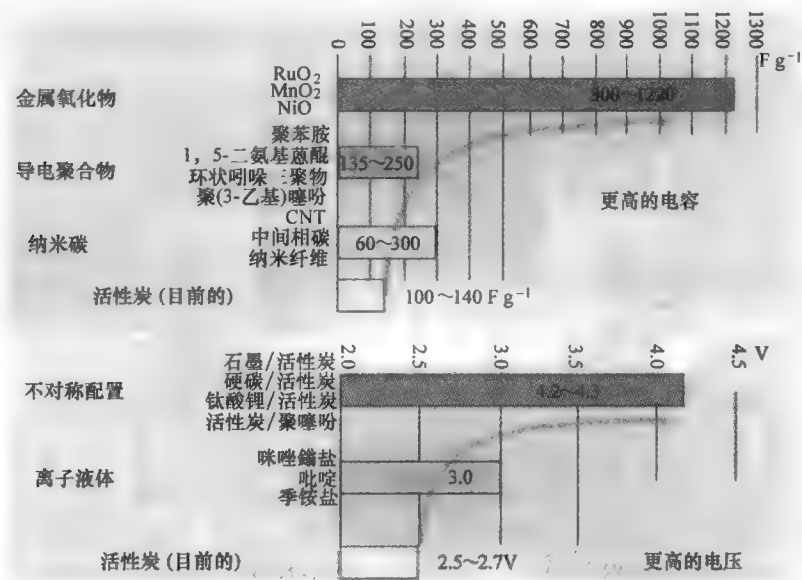 0 100 200 300 400 500 600 700 800 900 1000 1100 1200 1300
F g⁻¹
金属氧化物
RuO₂
MnO₂
NiO
导电聚合物
聚苯胺
1，5-二氨基蒽醌
环状吲哚三聚物
聚(3-乙基)噻吩
135～250
更高的电容
纳米碳
CNT
中间相碳
纳米纤维
60～300
活性炭 (目前的)
100～140 F g⁻¹
2.0 2.5 3.0 3.5 4.0 4.5 V
不对称配置
石墨/活性炭
硬碳/活性炭
钛酸锂/活性炭
活性炭/聚噻吩
4.2～4.3
离子液体
咪唑鎓盐
吡啶
季铵盐
3.0
活性炭 (目前的)
2.5～2.7V
更高的电压